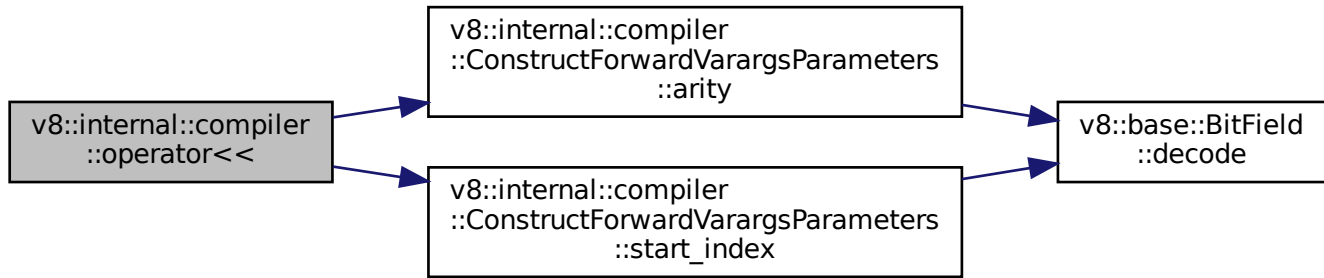 v8::internal::compiler
::operator<<
v8::internal::compiler
::ConstructForwardVarargsParameters
::arity
v8::internal::compiler
::ConstructForwardVarargsParameters
::start_index
v8::base::BitField
::decode